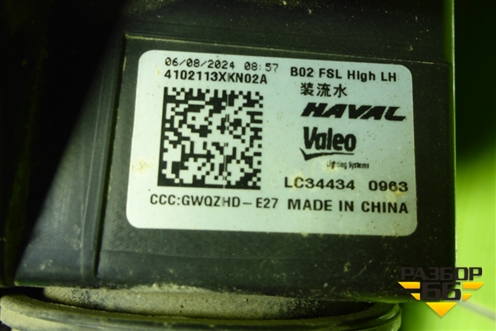 06/08/2024 08:57 B02 FSL High LH
4102113XKN02A
装流水
HAVAL
Valeo
Lighting Systems
LC34434 0963
CCC:GWQZHD-E27 MADE IN CHINA
РАЗБОР
66